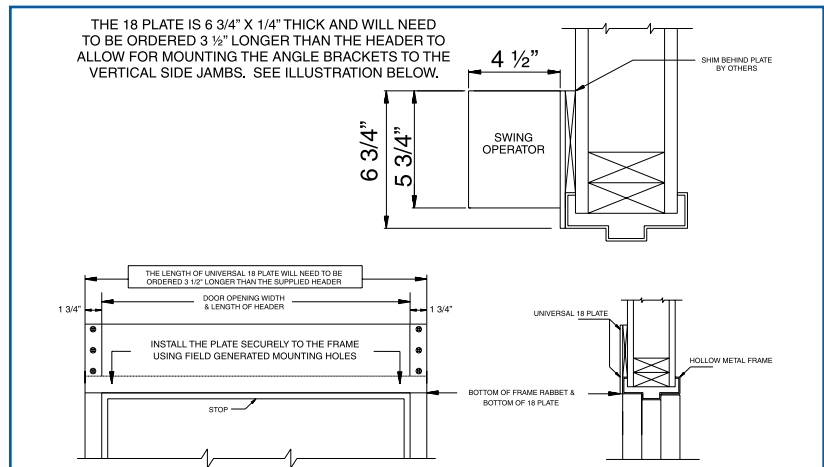 THE 18 PLATE IS 6 3/4" X 1/4" THICK AND WILL NEED
TO BE ORDERED 3 ½" LONGER THAN THE HEADER TO
ALLOW FOR MOUNTING THE ANGLE BRACKETS TO THE
VERTICAL SIDE JAMBS. SEE ILLUSTRATION BELOW.
4 ½"
SHIM BEHIND PLATE
BY OTHERS
6 3/4"
5 3/4"
SWING
OPERATOR
THE LENGTH OF UNIVERSAL 18 PLATE WILL NEED TO BE
ORDERED 3 1/2" LONGER THAN THE SUPPLIED HEADER
1 3/4"
DOOR OPENING WIDTH
& LENGTH OF HEADER
1 3/4"
INSTALL THE PLATE SECURELY TO THE FRAME
USING FIELD GENERATED MOUNTING HOLES
STOP
UNIVERSAL 18 PLATE
HOLLOW METAL FRAME
BOTTOM OF FRAME RABBET &
BOTTOM OF 18 PLATE